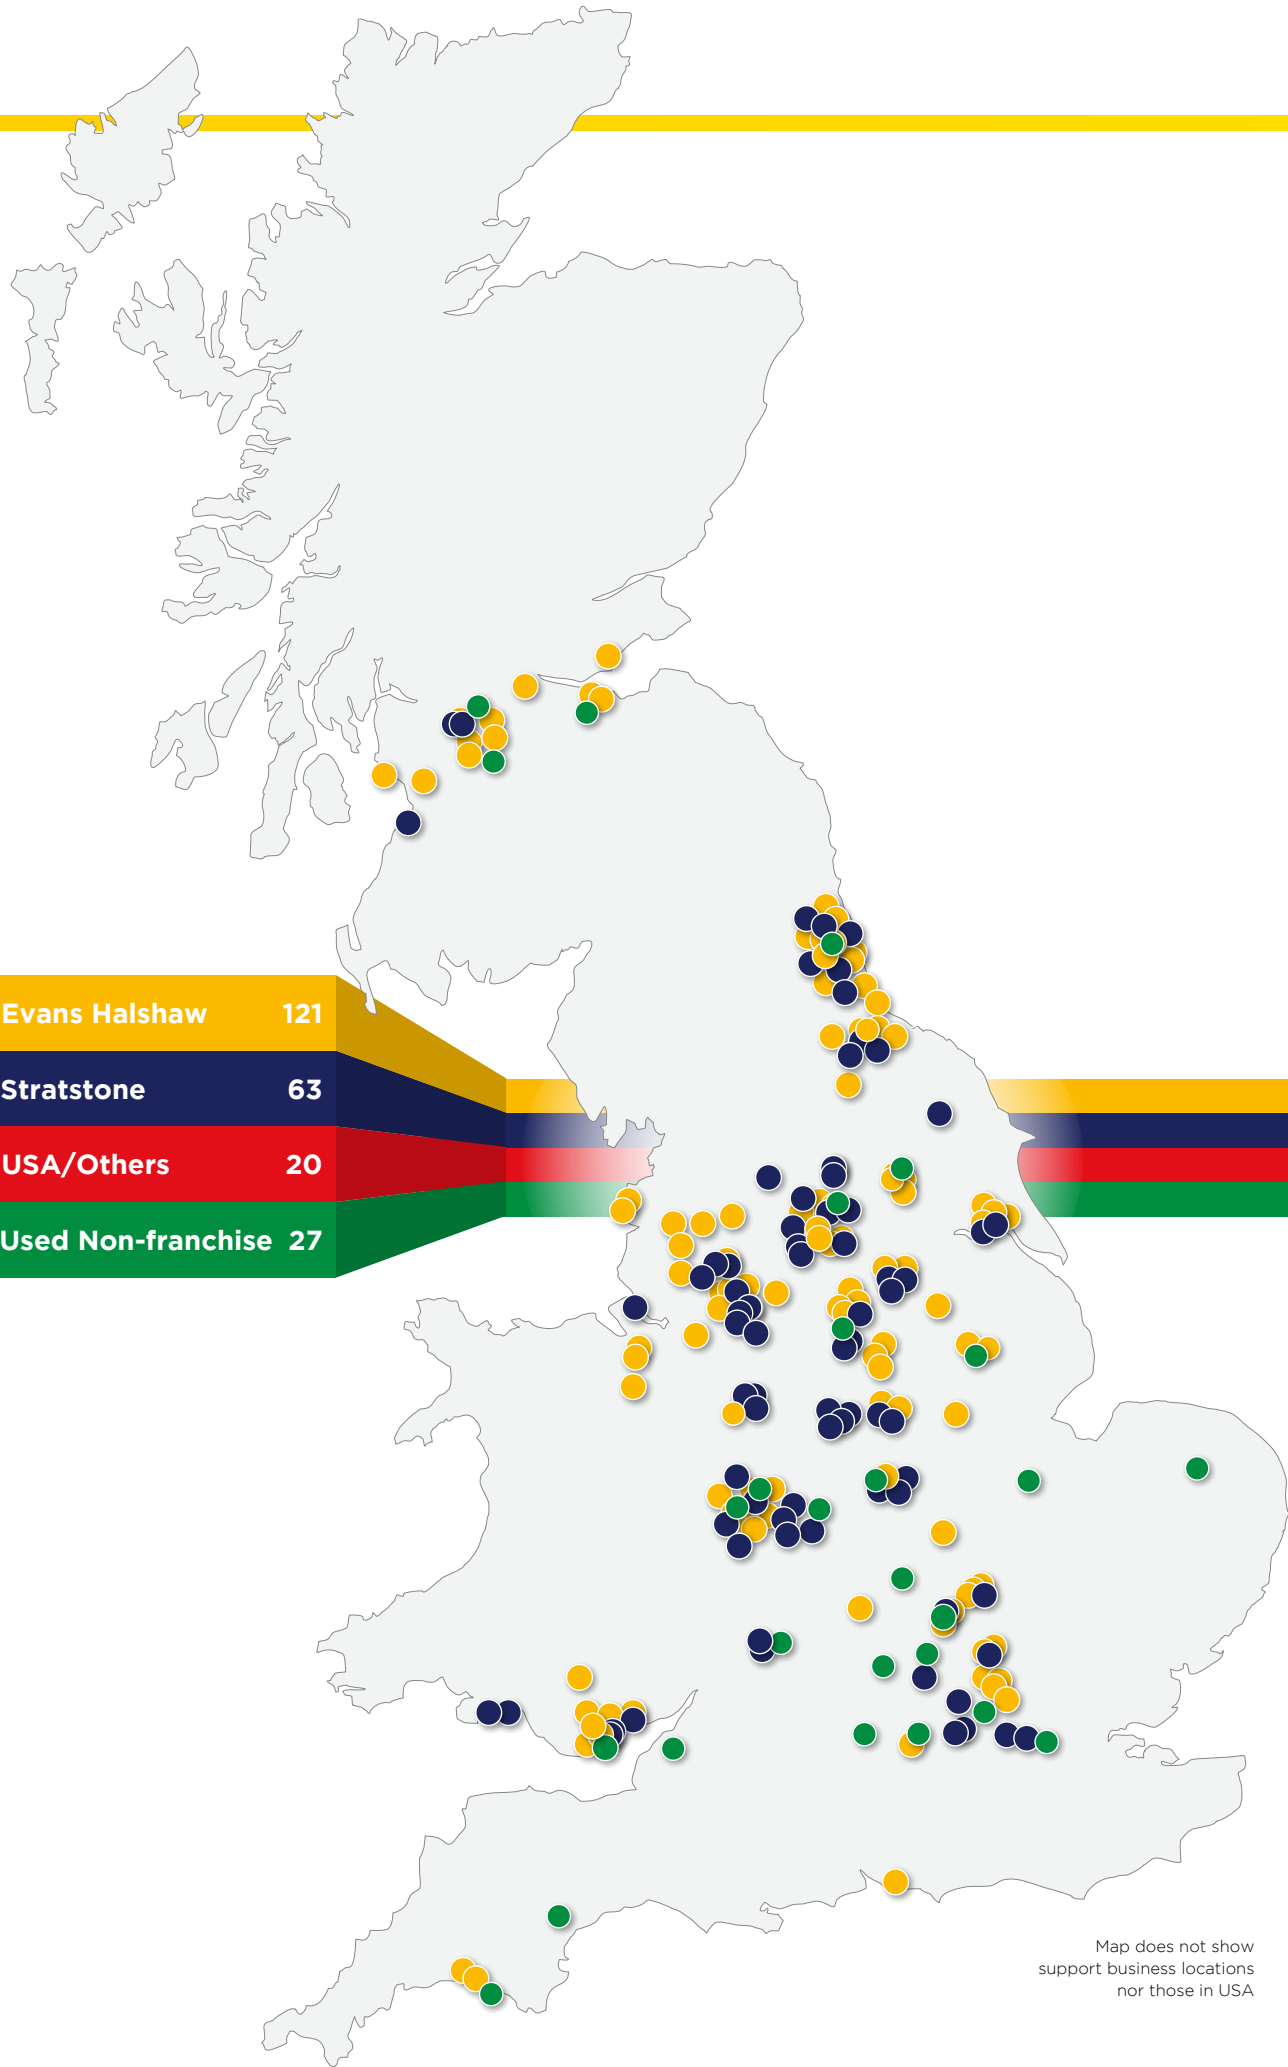 Evans Halshaw 121
Stratstone 63
USA/Others 20
Used Non-franchise 27
Map does not show
support business locations
nor those in USA